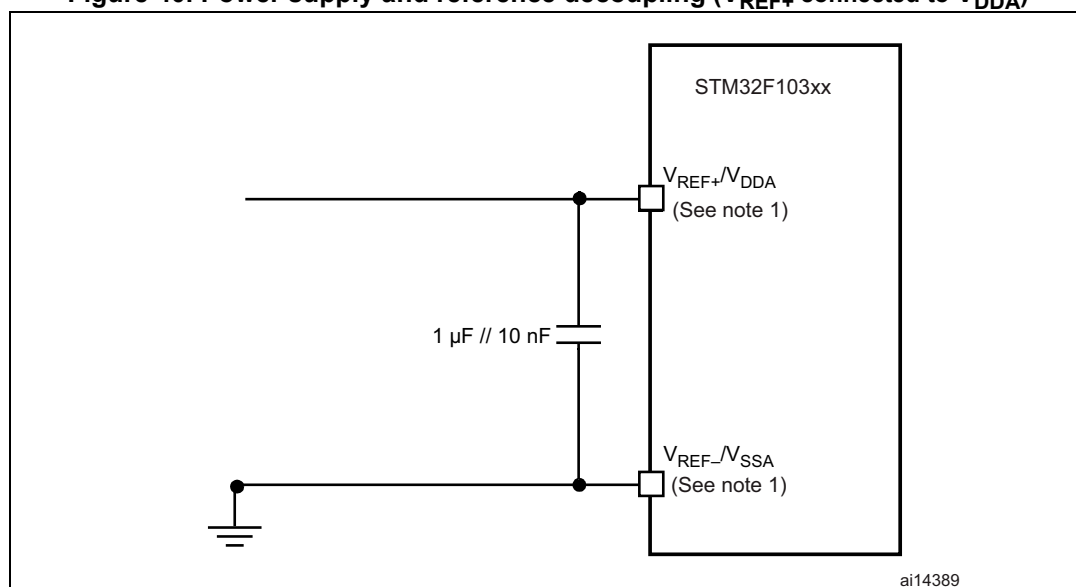 STM32F103xx
VREF+/VDDA
(See note 1)
1 µF // 10 nF
VREF–/VSSA
(See note 1)
ai14389